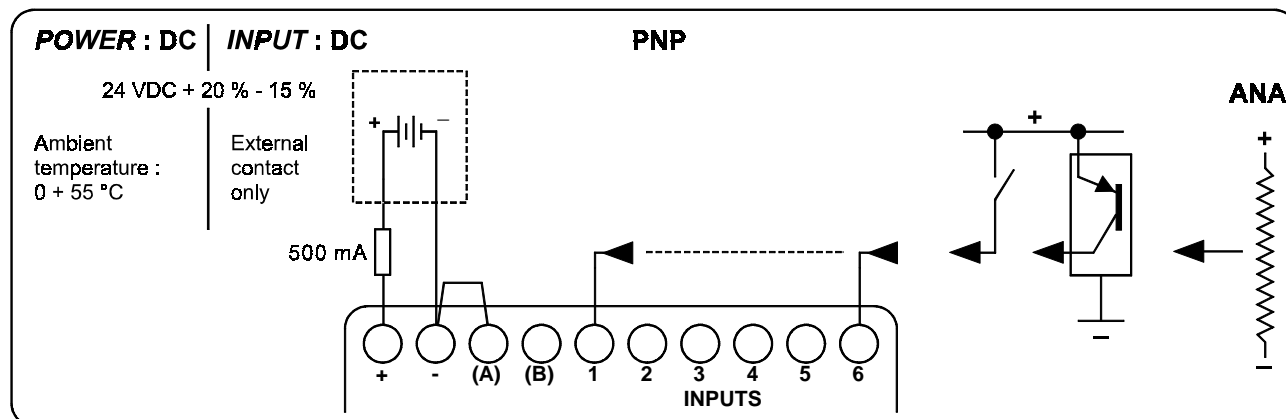 POWER : DC INPUT : DC
PNP
24 VDC + 20 % - 15 %
ANA
Ambient
temperature :
0 + 55 °C
External
contact
only
+ –
+
+
500 mA
–
–
+ - (A) (B) 1 2 3 4 5 6
INPUTS